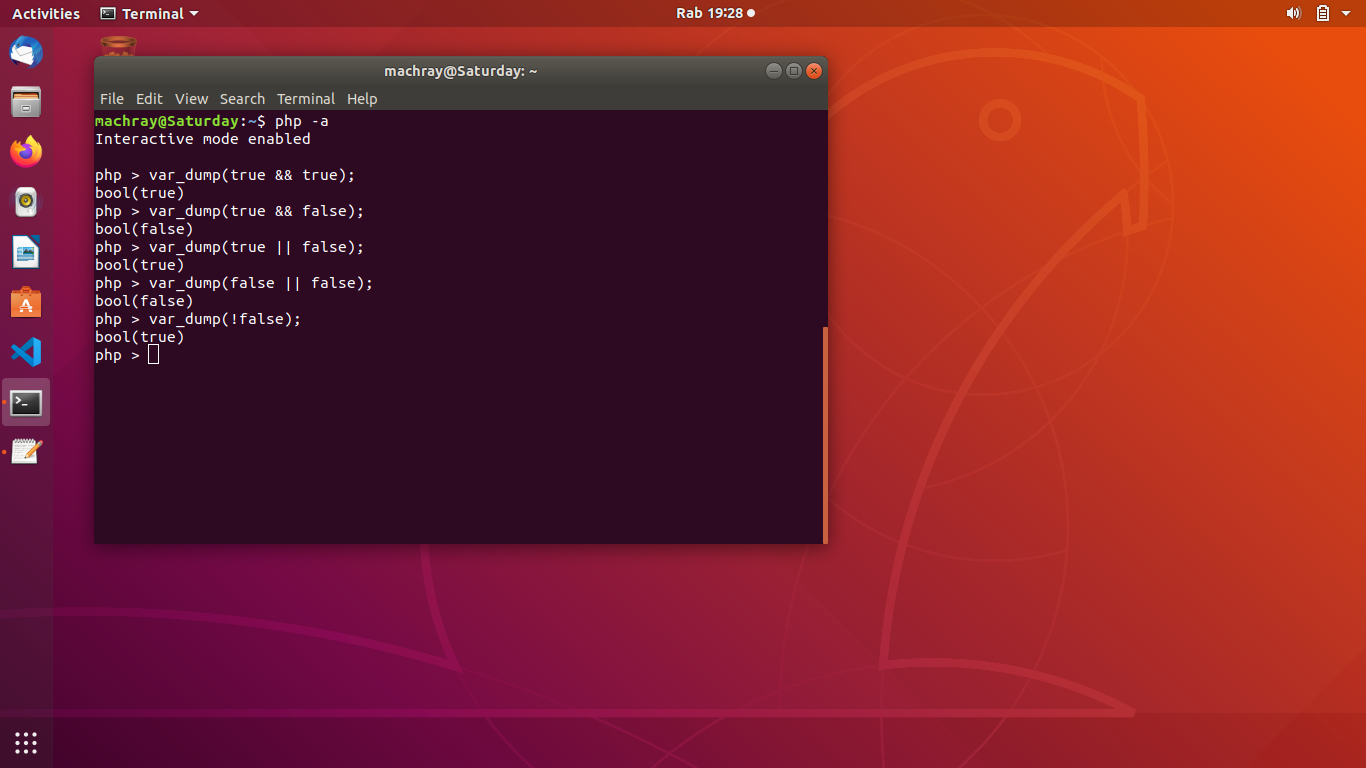 Activities Terminal Rab 19:28
machray@Saturday: ~
File Edit View Search Terminal Help
machray@Saturday:~$ php -a
Interactive mode enabled
php > var_dump(true && true);
bool(true)
php > var_dump(true && false);
bool(false)
php > var_dump(true || false);
bool(true)
php > var_dump(false || false);
bool(false)
php > var_dump(!false);
bool(true)
php >